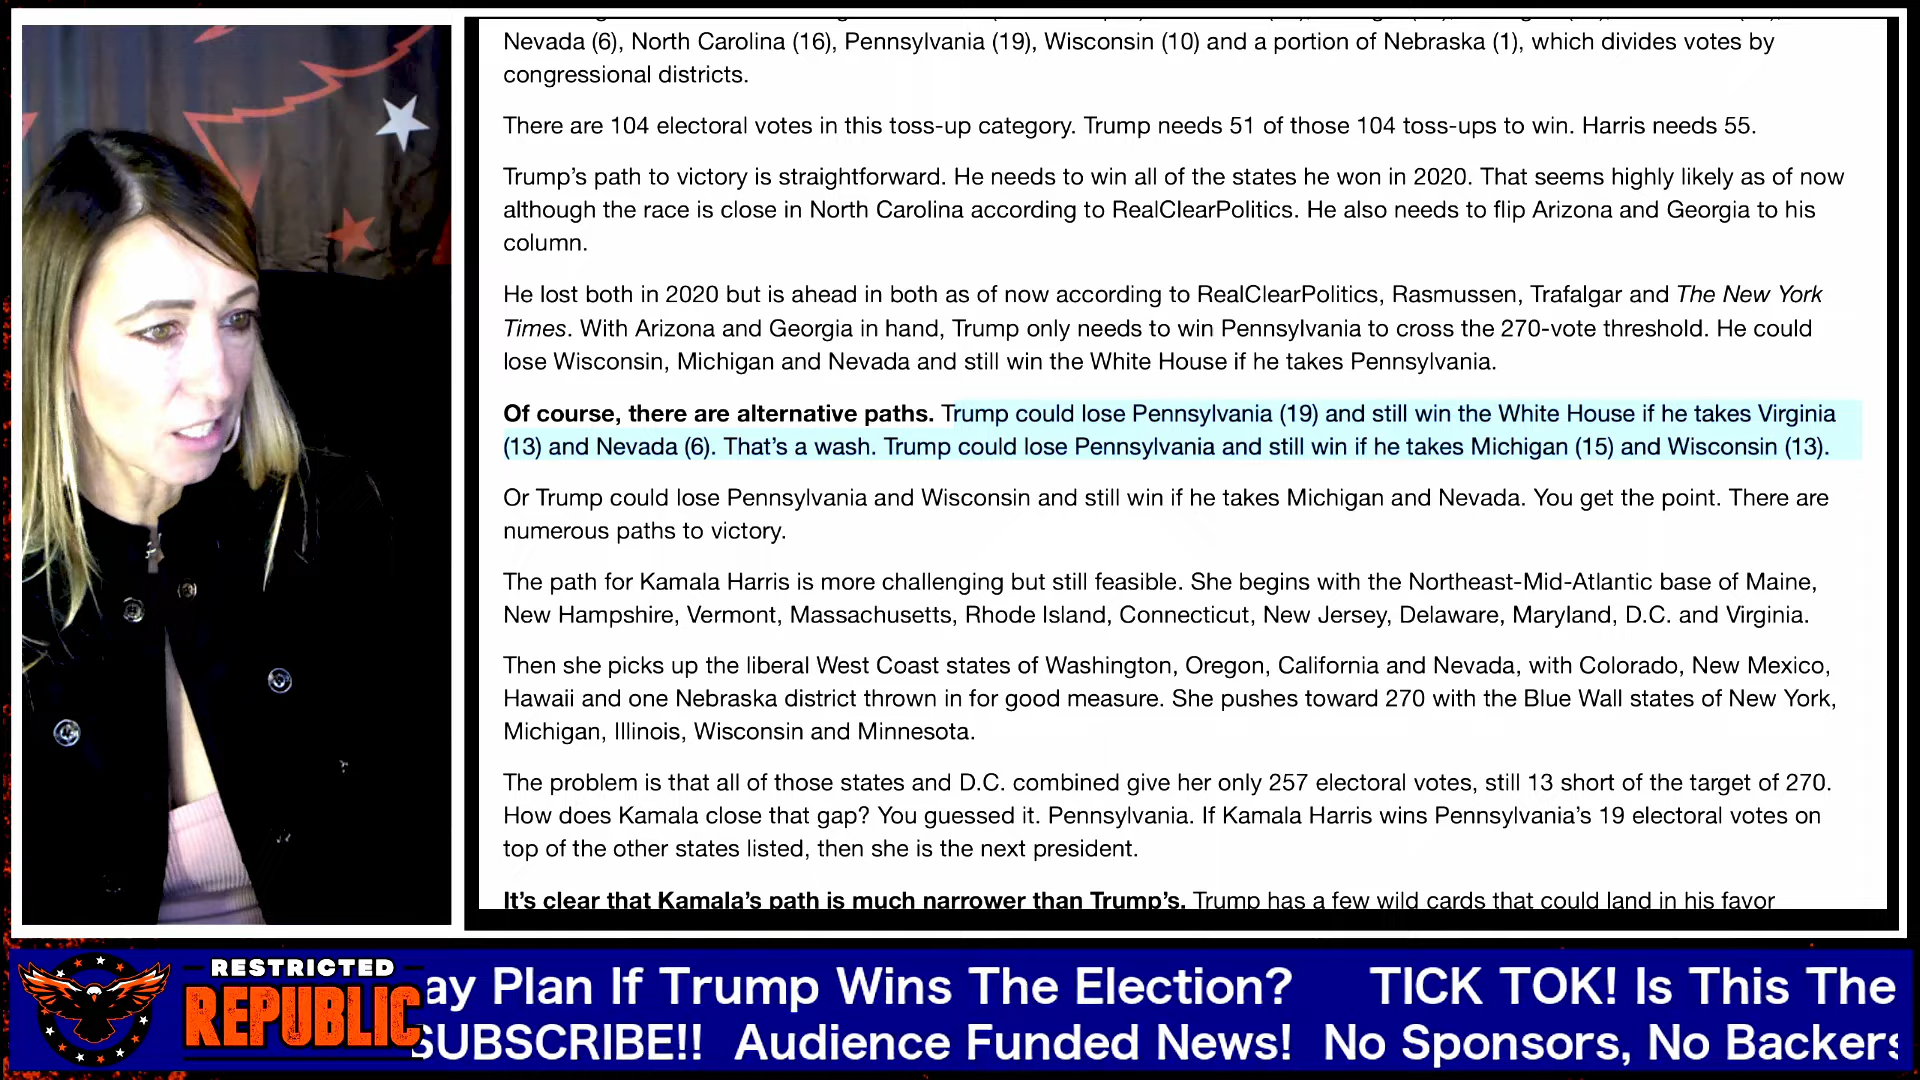 Nevada (6), North Carolina (16), Pennsylvania (19), Wisconsin (10) and a portion of Nebraska (1), which divides votes by
congressional districts.
There are 104 electoral votes in this toss-up category. Trump needs 51 of those 104 toss-ups to win. Harris needs 55.
Trump’s path to victory is straightforward. He needs to win all of the states he won in 2020. That seems highly likely as of now
although the race is close in North Carolina according to RealClearPolitics. He also needs to flip Arizona and Georgia to his
column.
He lost both in 2020 but is ahead in both as of now according to RealClearPolitics, Rasmussen, Trafalgar and The New York
Times. With Arizona and Georgia in hand, Trump only needs to win Pennsylvania to cross the 270-vote threshold. He could
lose Wisconsin, Michigan and Nevada and still win the White House if he takes Pennsylvania.
Of course, there are alternative paths. Trump could lose Pennsylvania (19) and still win the White House if he takes Virginia
(13) and Nevada (6). That’s a wash. Trump could lose Pennsylvania and still win if he takes Michigan (15) and Wisconsin (13).
Or Trump could lose Pennsylvania and Wisconsin and still win if he takes Michigan and Nevada. You get the point. There are
numerous paths to victory.
The path for Kamala Harris is more challenging but still feasible. She begins with the Northeast-Mid-Atlantic base of Maine,
New Hampshire, Vermont, Massachusetts, Rhode Island, Connecticut, New Jersey, Delaware, Maryland, D.C. and Virginia.
Then she picks up the liberal West Coast states of Washington, Oregon, California and Nevada, with Colorado, New Mexico,
Hawaii and one Nebraska district thrown in for good measure. She pushes toward 270 with the Blue Wall states of New York,
Michigan, Illinois, Wisconsin and Minnesota.
The problem is that all of those states and D.C. combined give her only 257 electoral votes, still 13 short of the target of 270.
How does Kamala close that gap? You guessed it. Pennsylvania. If Kamala Harris wins Pennsylvania’s 19 electoral votes on
top of the other states listed, then she is the next president.
It’s clear that Kamala’s path is much narrower than Trump’s. Trump has a few wild cards that could land in his favor
RESTRICTED
REPUBLIC
ay Plan If Trump Wins The Election? TICK TOK! Is This The
SUBSCRIBE!! Audience Funded News! No Sponsors, No Backers